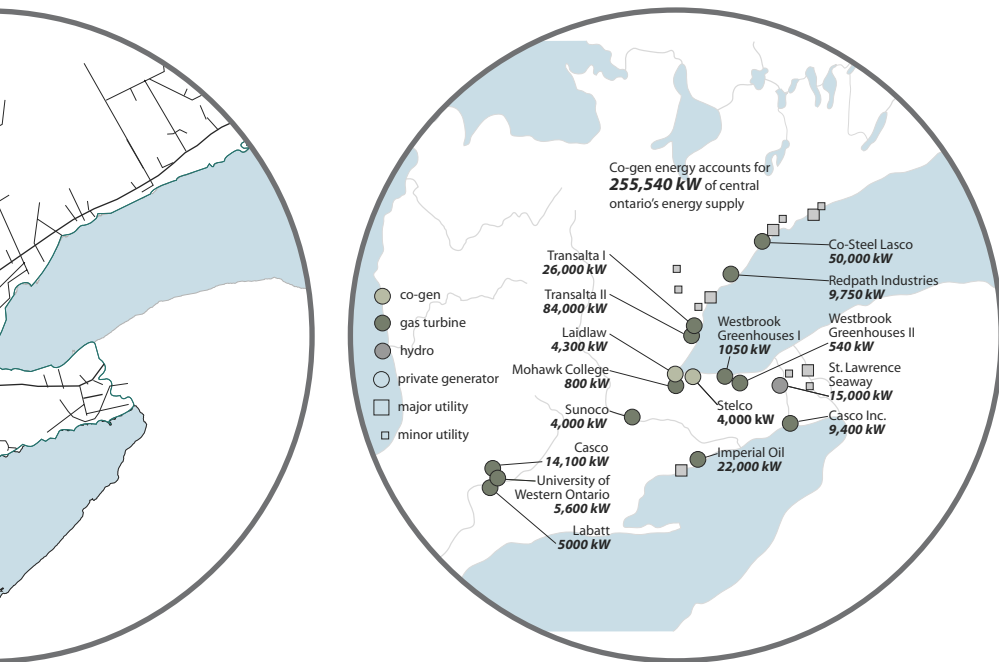 Co-gen energy accounts for
255,540 kW of central
ontario's energy supply
co-gen
gas turbine
hydro
private generator
major utility
minor utility
Transalta I
26,000 kW
Transalta II
84,000 kW
Laidlaw
4,300 kW
Mohawk College
800 kW
Sunoco
4,000 kW
Casco
14,100 kW
University of
Western Ontario
5,600 kW
Labatt
5000 kW
Co-Steel Lasco
50,000 kW
Redpath Industries
9,750 kW
Westbrook
Greenhouses I
1050 kW
Westbrook
Greenhouses II
540 kW
St. Lawrence
Seaway
15,000 kW
Stelco
4,000 kW
Casco Inc.
9,400 kW
Imperial Oil
22,000 kW